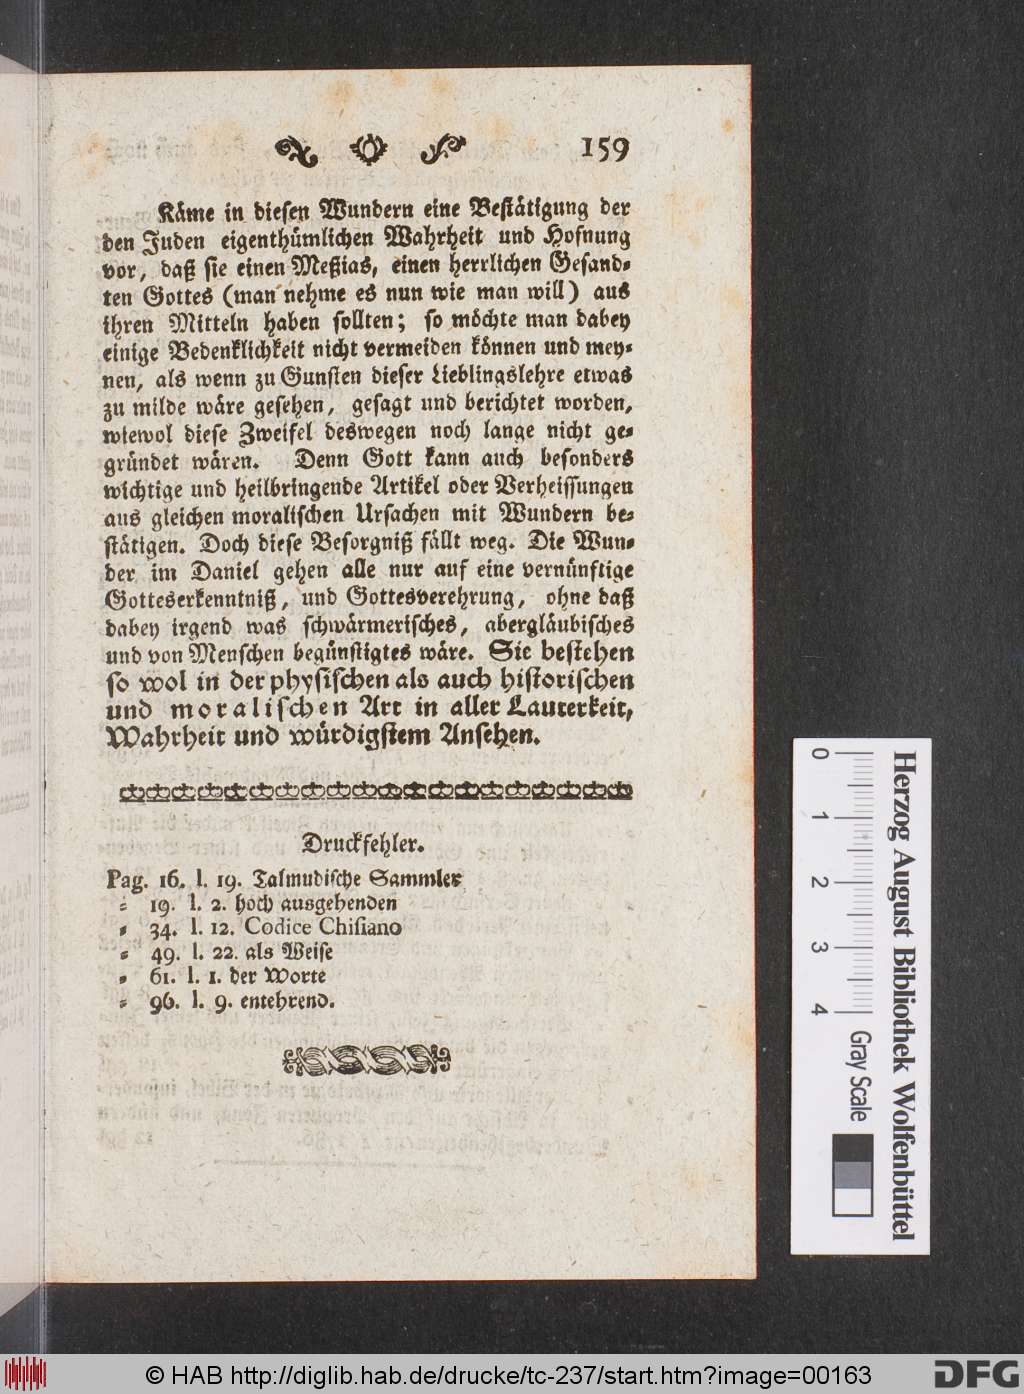 159
Käme in diesen Wundern eine Bestätigung der
den Juden eigenthümlichen Wahrheit und Hofnung
vor, daß sie einen Meßias, einen herrlichen Gesand-
ten Gottes (man nehme es nun wie man will) aus
ihren Mitteln haben sollten; so möchte man dabey
einige Bedenklichkeit nicht vermeiden können und mey-
nen, als wenn zu Gunsten dieser Lieblingslehre etwas
zu milde wäre gesehen, gesagt und berichtet worden,
wiewol diese Zweifel deswegen noch lange nicht ge-
gründet wären. Denn Gott kann auch besonders
wichtige und heilbringende Artikel oder Verheissungen
aus gleichen moralischen Ursachen mit Wundern be-
stätigen. Doch diese Besorgniß fällt weg. Die Wun-
der im Daniel gehen alle nur auf eine vernünftige
Gotteserkenntniß, und Gottesverehrung, ohne daß
dabey irgend was schwärmerisches, abergläubisches
und von Menschen begünstigtes wäre. Sie bestehen
so wol in der physischen als auch historischen
und moralischen Art in aller Lauterkeit,
Wahrheit und würdigstem Ansehen.
Druckfehler.
Pag. 16. l. 19. Talmudische Sammler
= 19. l. 2. hoch ausgehenden
= 34. l. 12. Codice Chisiano
= 49. l. 22. als Weise
= 61. l. 1. der Worte
= 96. l. 9. entehrend.
0 1 2 3 4 Gray Scale
Herzog August Bibliothek Wolfenbüttel
© HAB http://diglib.hab.de/drucke/tc-237/start.htm?image=00163
DFG